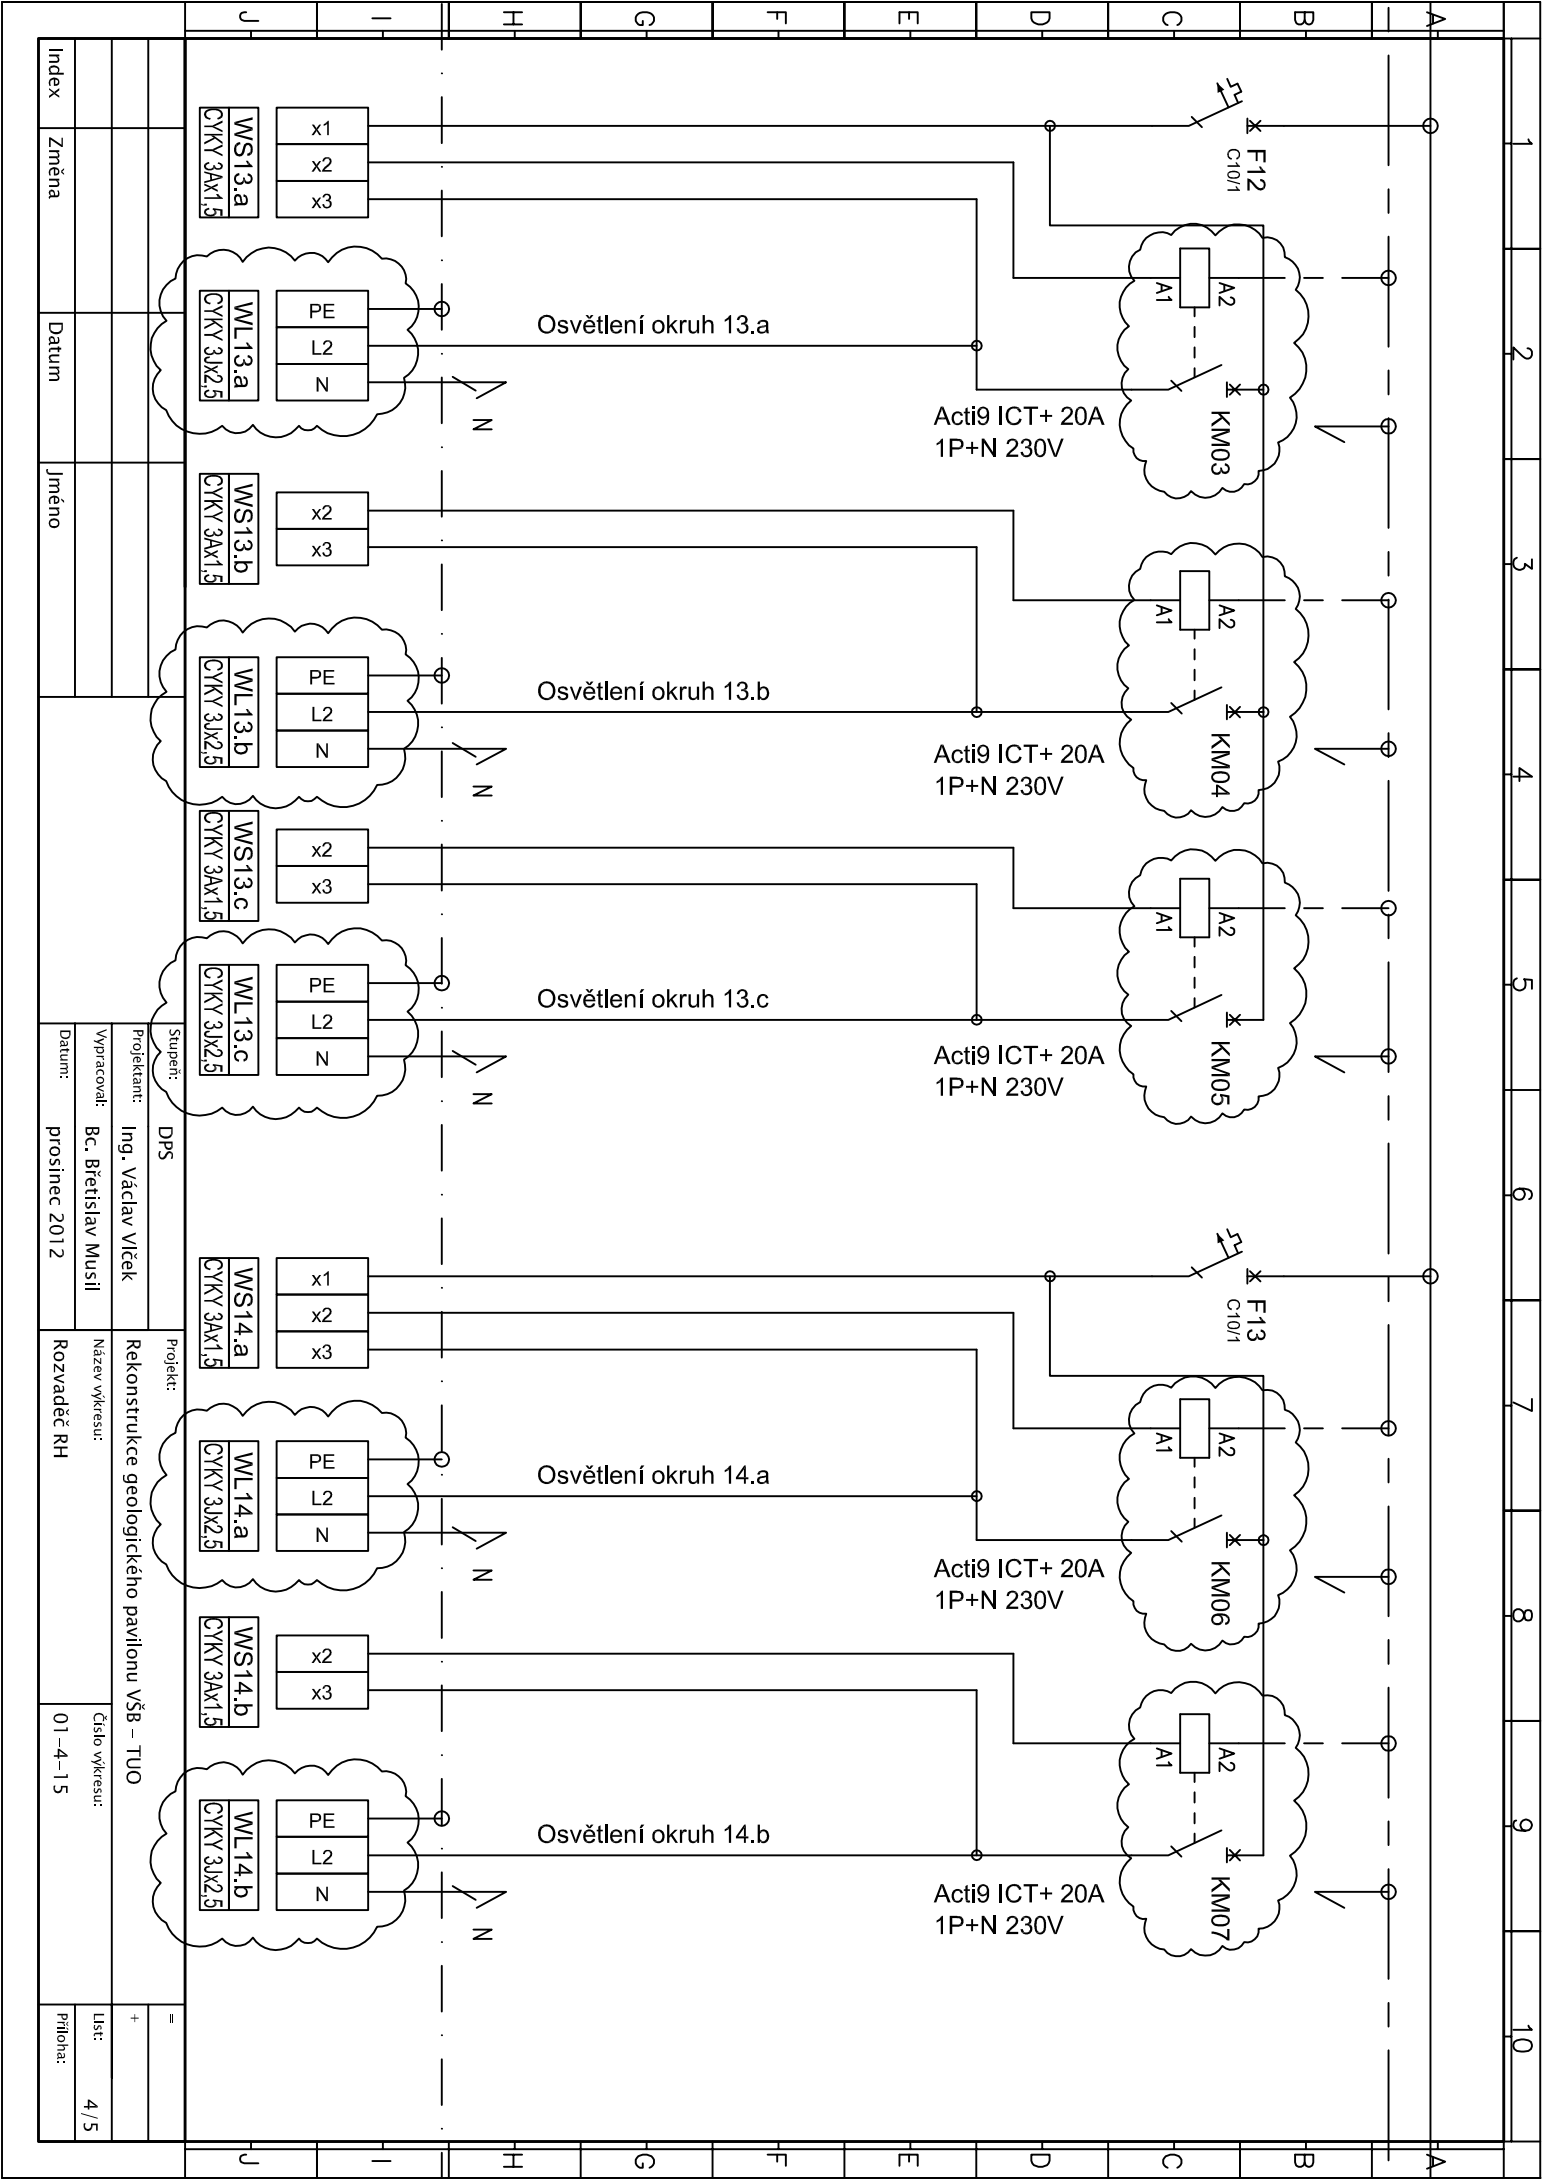 A
B
C
D
E
F
G
H
I
J
1
2
3
4
5
6
7
8
9
10
F12
C10/1
A1
A2
KM03
Acti9 ICT+ 20A
1P+N 230V
A1
A2
KM04
Acti9 ICT+ 20A
1P+N 230V
A1
A2
KM05
Acti9 ICT+ 20A
1P+N 230V
F13
C10/1
A1
A2
KM06
Acti9 ICT+ 20A
1P+N 230V
A1
A2
KM07
Acti9 ICT+ 20A
1P+N 230V
Osvětlení okruh 13.a
Osvětlení okruh 13.b
Osvětlení okruh 13.c
Osvětlení okruh 14.a
Osvětlení okruh 14.b
N
N
N
N
N
x1
x2
x3
WS13.a
CYKY 3Ax1,5
PE
L2
N
WL13.a
CYKY 3Jx2,5
x2
x3
WS13.b
CYKY 3Ax1,5
PE
L2
N
WL13.b
CYKY 3Jx2,5
x2
x3
WS13.c
CYKY 3Ax1,5
PE
L2
N
WL13.c
CYKY 3Jx2,5
x1
x2
x3
WS14.a
CYKY 3Ax1,5
PE
L2
N
WL14.a
CYKY 3Jx2,5
x2
x3
WS14.b
CYKY 3Ax1,5
PE
L2
N
WL14.b
CYKY 3Jx2,5
A
B
C
D
E
F
G
H
I
J
Index
Změna
Datum
Jméno
Stupeň: DPS
Projektant: Ing. Václav Vlček
Vypracoval: Bc. Břetislav Musil
Datum: prosinec 2012
Projekt:
Rekonstrukce geologického pavilonu VŠB – TUO
Název výkresu:
Rozvaděč RH
Číslo výkresu:
01-4-15
=
+
List: 4/5
Příloha: